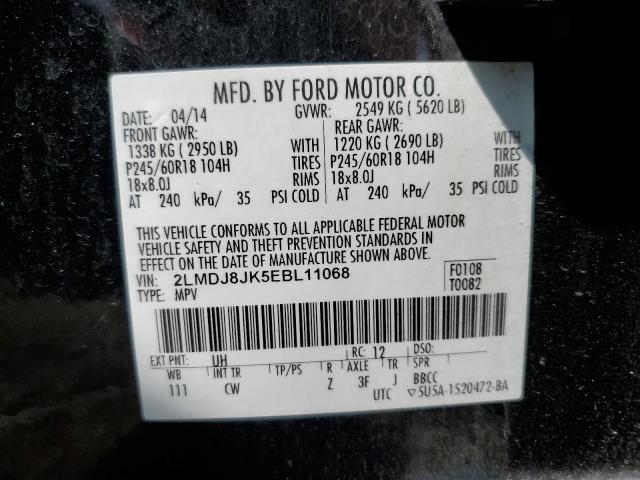 MFD. BY FORD MOTOR CO.
DATE: 04/14 GVWR: 2549 KG ( 5620 LB)
FRONT GAWR: REAR GAWR:
1338 KG ( 2950 LB) WITH 1220 KG ( 2690 LB) WITH
P245/60R18 104H TIRES P245/60R18 104H TIRES
18x8.0J RIMS 18x8.0J RIMS
AT 240 kPa/ 35 PSI COLD AT 240 kPa/ 35 PSI COLD
THIS VEHICLE CONFORMS TO ALL APPLICABLE FEDERAL MOTOR
VEHICLE SAFETY AND THEFT PREVENTION STANDARDS IN
EFFECT ON THE DATE OF MANUFACTURE SHOWN ABOVE.
VIN: 2LMDJ8JK5EBL11068 F0108
TYPE: MPV T0082
EXT PNT: UH RC: 12 DSO:
WB INT TR TP/PS R AXLE TR SPR
111 CW Z 3F J BBCC
UTC ▽5U5A-1520472-BA